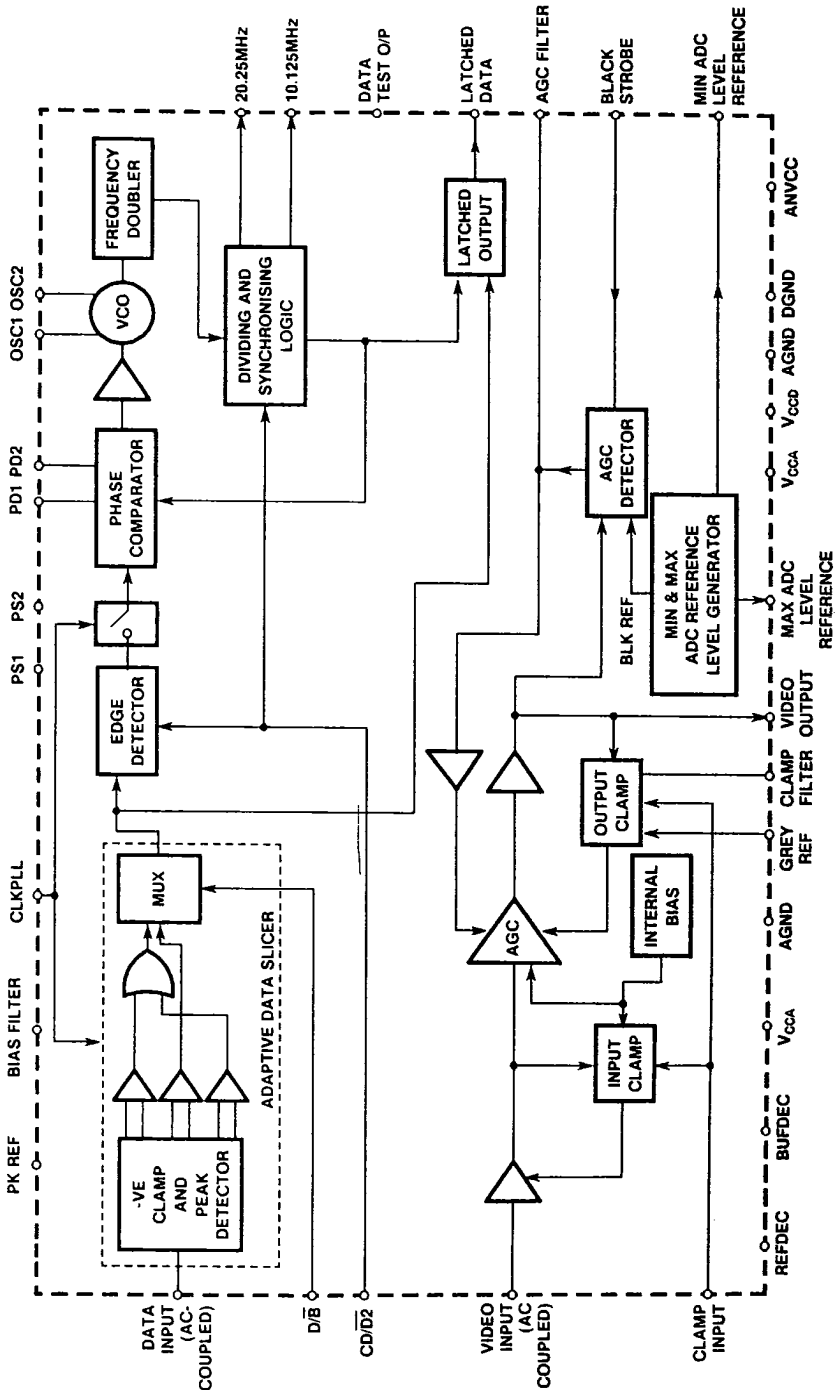 PK REF
BIAS FILTER
CLKPLL
PS1
PS2
PD1
PD2
OSC1
OSC2
DATA
INPUT
(AC-
COUPLED)
-VE
CLAMP
AND
PEAK
DETECTOR
MUX
ADAPTIVE DATA SLICER
EDGE
DETECTOR
PHASE
COMPARATOR
VCO
FREQUENCY
DOUBLER
DIVIDING AND
SYNCHRONISING
LOGIC
20.25MHz
10.125MHz
D̅/B
CD/D̅2̅
DATA
TEST O/P
LATCHED
OUTPUT
LATCHED
DATA
AGC FILTER
BLACK
STROBE
MIN ADC
LEVEL
REFERENCE
VIDEO
INPUT
(AC
COUPLED)
AGC
INPUT
CLAMP
INTERNAL
BIAS
OUTPUT
CLAMP
AGC
DETECTOR
BLK REF
MIN & MAX
ADC REFERENCE
LEVEL GENERATOR
CLAMP
INPUT
REFDEC
BUFDEC
VCCA
AGND
GREY
REF
CLAMP
FILTER
VIDEO
OUTPUT
MAX ADC
LEVEL
REFERENCE
VCCA
VCCD
AGND
DGND
ANVCC